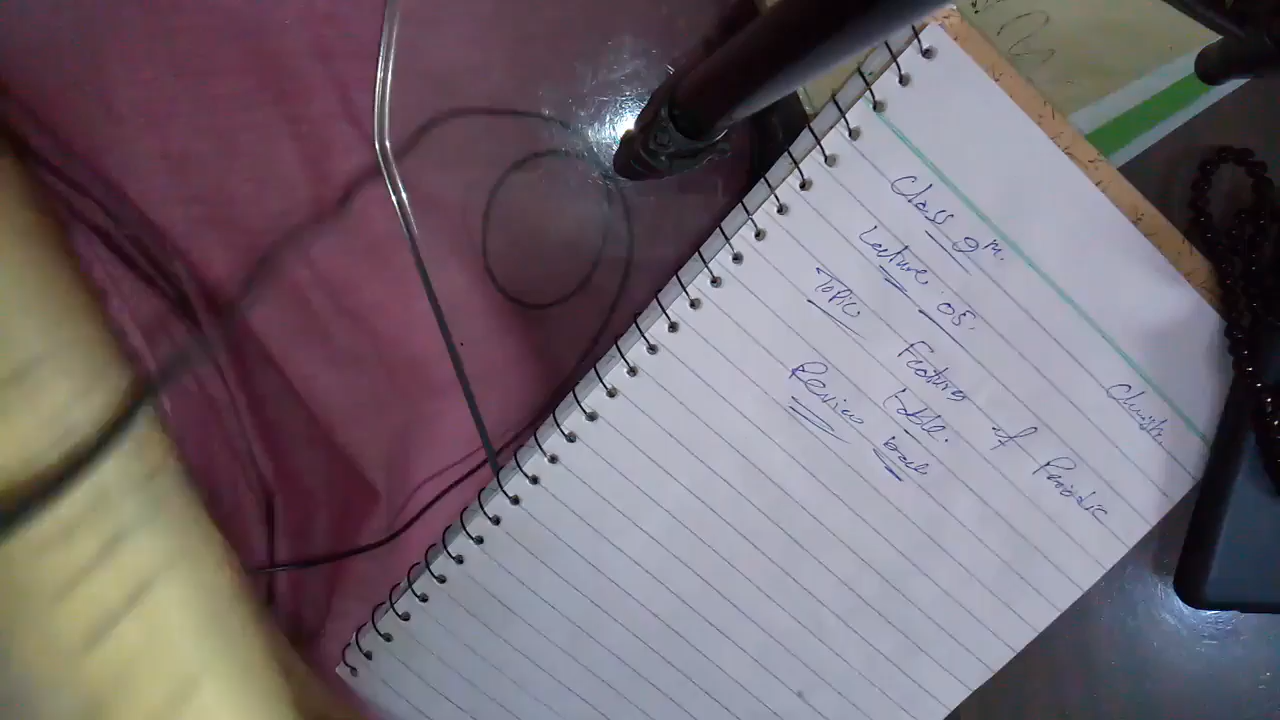 Chemistry
Class 9th.
Lecture 05.
Topic Features of Periodic
table.
Review back